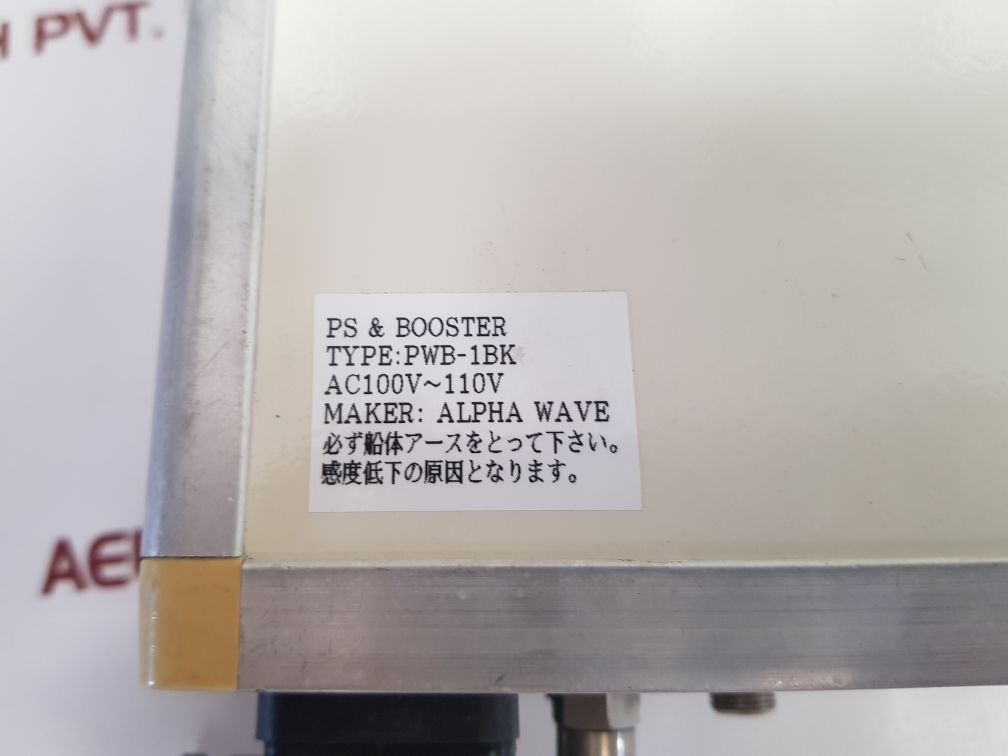 PVT.
PS & BOOSTER
TYPE:PWB-1BK
AC100V~110V
MAKER: ALPHA WAVE
必ず船体アースをとって下さい。
感度低下の原因となります。